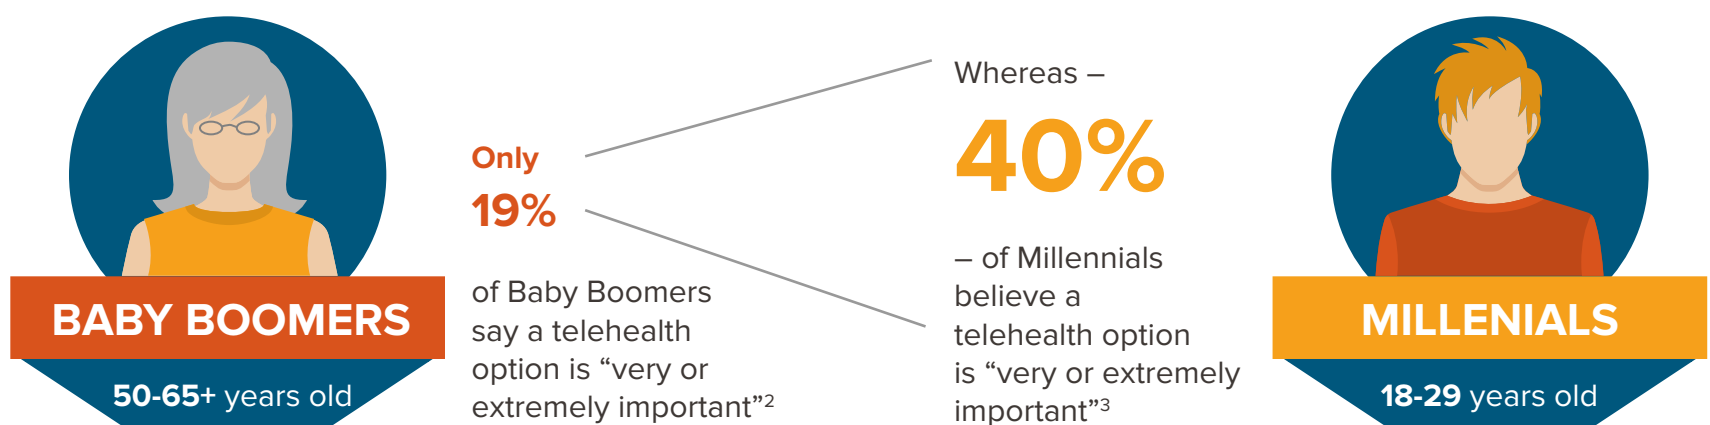 BABY BOOMERS
50-65+ years old
Only
19%
of Baby Boomers
say a telehealth
option is “very or
extremely important”²
Whereas –
40%
– of Millennials
believe a
telehealth option
is “very or extremely
important”³
MILLENIALS
18-29 years old